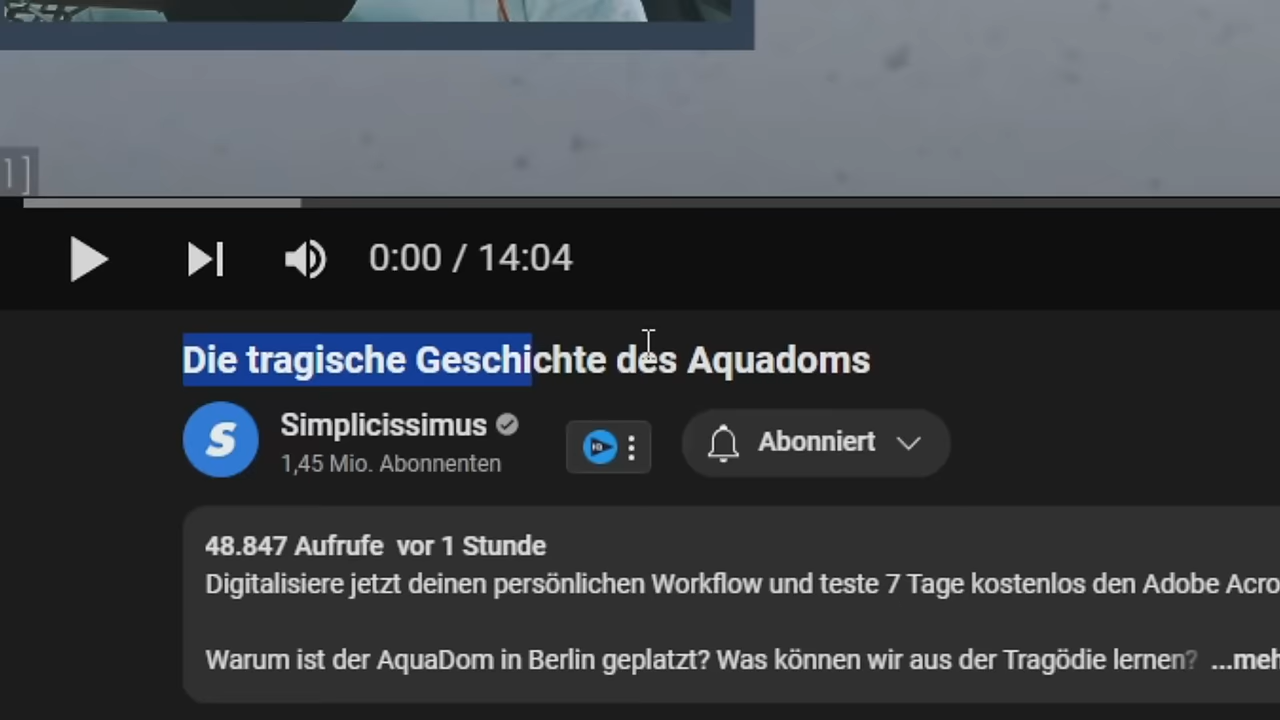 1]
0:00 / 14:04
Die tragische Geschichte des Aquadoms
Simplicissimus
1,45 Mio. Abonnenten
Abonniert
48.847 Aufrufe vor 1 Stunde
Digitalisiere jetzt deinen persönlichen Workflow und teste 7 Tage kostenlos den Adobe Acro
Warum ist der AquaDom in Berlin geplatzt? Was können wir aus der Tragödie lernen? ...meh